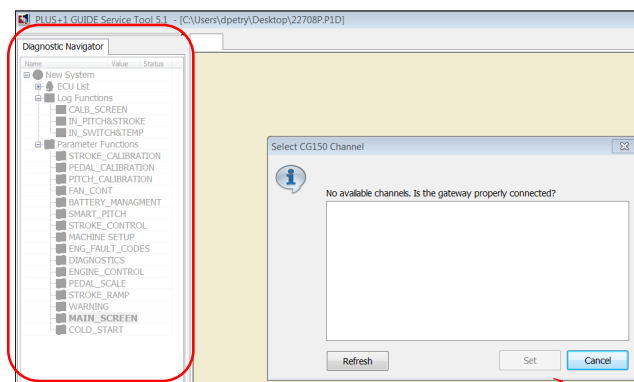 PLUS+1 GUIDE Service Tool 5.1 - [C:\Users\dpetry\Desktop\22708P.P1D]
Diagnostic Navigator
Name Value Status
New System
ECU List
Log Functions
CALB_SCREEN
IN_PITCH&STROKE
IN_SWITCH&TEMP
Parameter Functions
STROKE_CALIBRATION
PEDAL_CALIBRATION
PITCH_CALIBRATION
FAN_CONT
BATTERY_MANAGMENT
SMART_PITCH
STROKE_CONTROL
MACHINE SETUP
ENG_FAULT_CODES
DIAGNOSTICS
ENGINE_CONTROL
PEDAL_SCALE
STROKE_RAMP
WARNING
MAIN_SCREEN
COLD_START
Select CG150 Channel
No available channels. Is the gateway properly connected?
Refresh Set Cancel